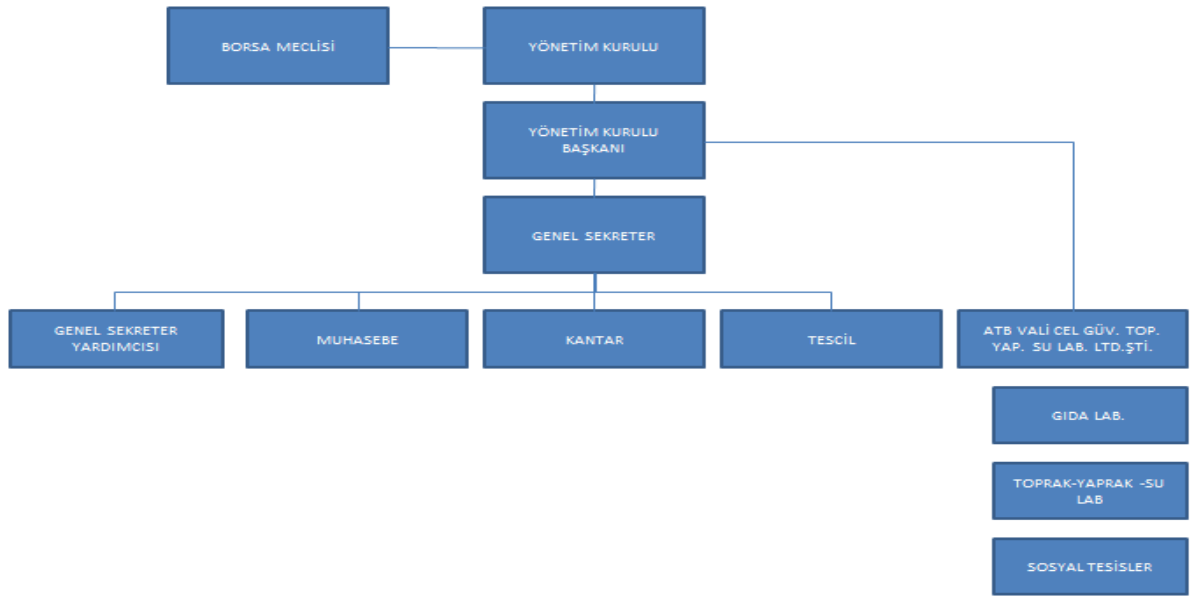 BORSA MECLİSİ
YÖNETİM KURULU
YÖNETİM KURULU
BAŞKANI
GENEL SEKRETER
GENEL SEKRETER
YARDIMCISI
MUHASEBE
KANTAR
TESCİL
ATB VALİ CEL GÜV. TOP.
YAP. SU LAB. LTD.ŞTİ.
GIDA LAB.
TOPRAK-YAPRAK -SU
LAB
SOSYAL TESİSLER